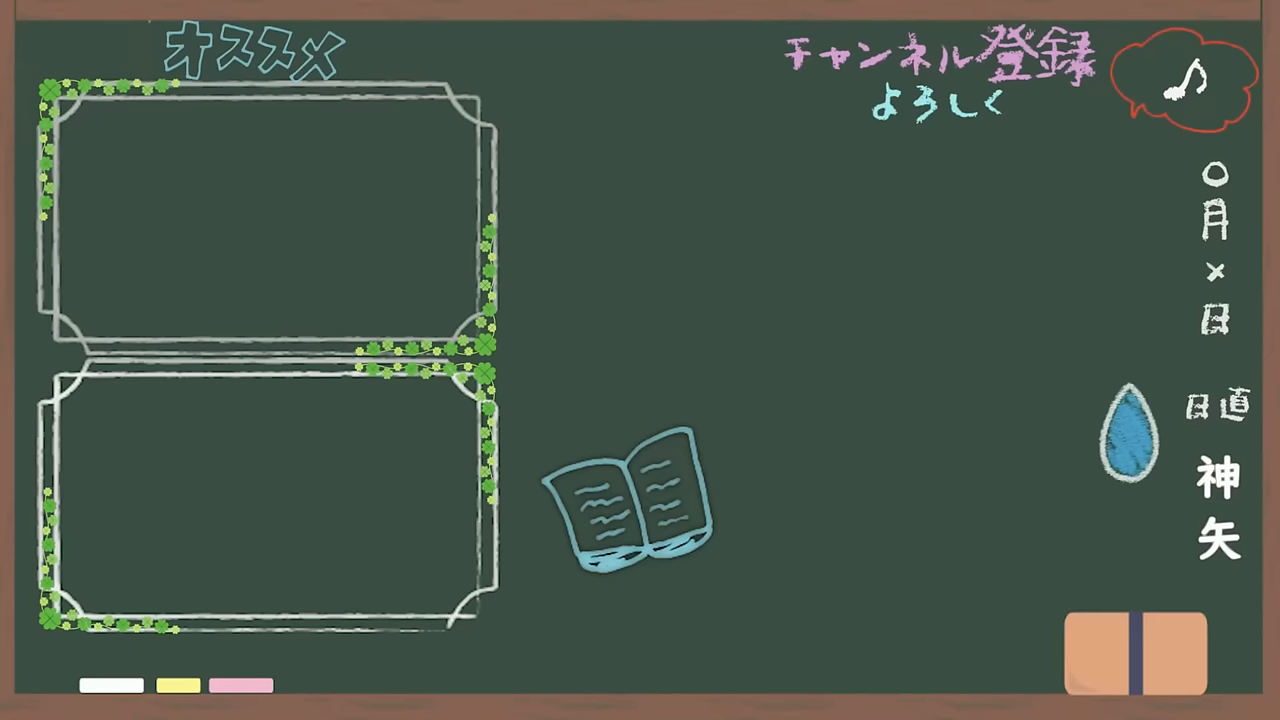 オススメ
チャンネル登録
よろしく
〇月×日
日直
神矢